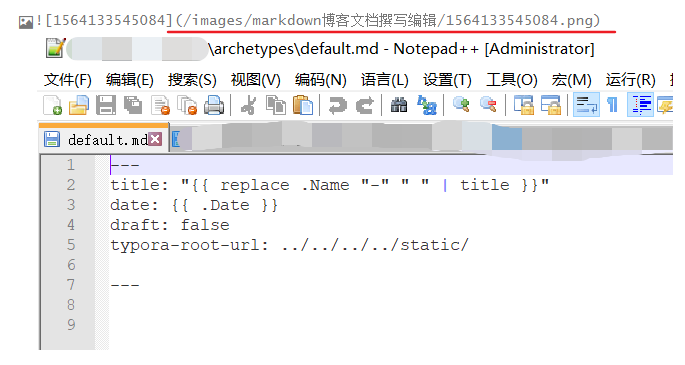 ![1564133545084](/images/markdown博客文档撰写编辑/1564133545084.png)
\archetypes\default.md - Notepad++ [Administrator]
文件(F) 编辑(E) 搜索(S) 视图(V) 编码(N) 语言(L) 设置(T) 工具(O) 宏(M) 运行(R)
default.md
1 ---
2 title: "{{ replace .Name "-" " " | title }}"
3 date: {{ .Date }}
4 draft: false
5 typora-root-url: ../../../../static/
6
7 ---
8
9